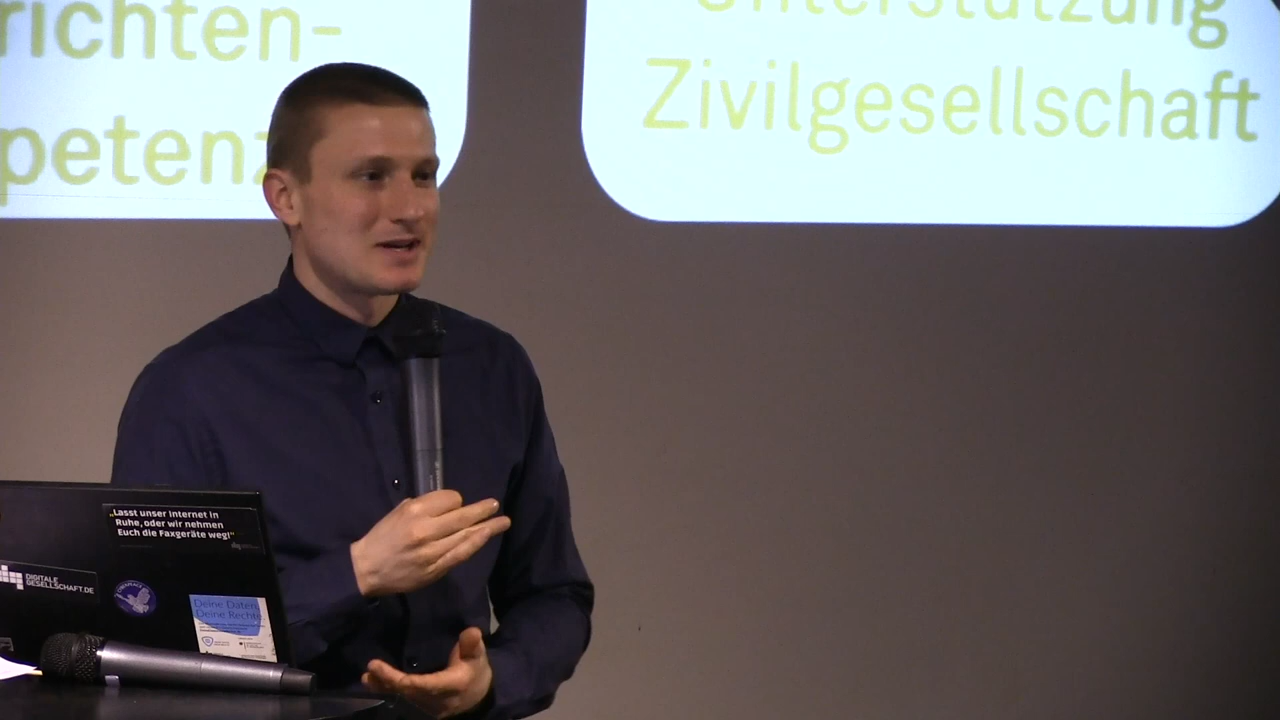 richten-
petenz
Unterstützung
Zivilgesellschaft
„Lasst unser Internet in
Ruhe, oder wir nehmen
Euch die Faxgeräte weg!“
DIGITALE
GESELLSCHAFT.DE
Deine Daten
Deine Rechte